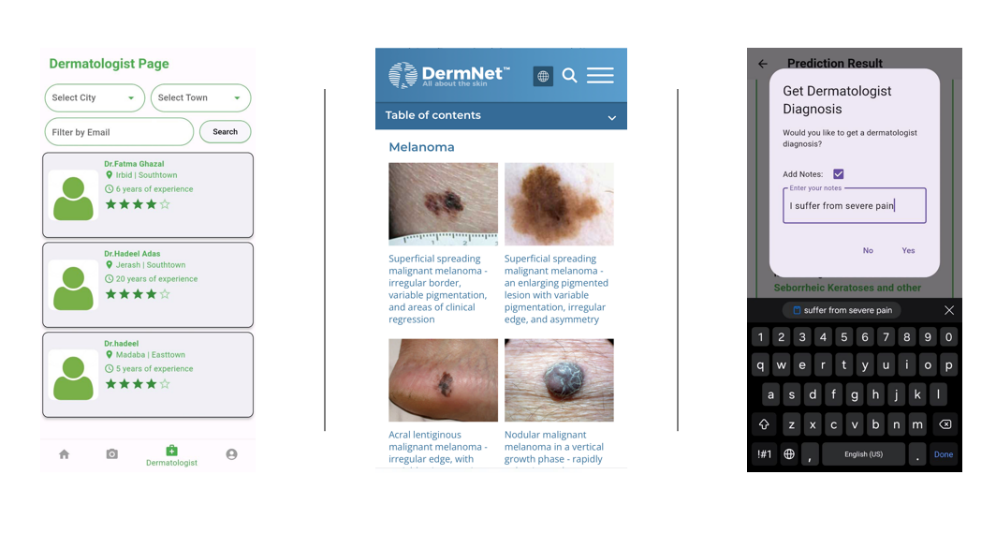 Dermatologist Page
Select City
Select Town
Filter by Email
Search
Dr.Fatma Ghazal
Irbid | Southtown
6 years of experience
Dr.Hadeel Adas
Jerash | Southtown
20 years of experience
Dr.hadeel
Madaba | Easttown
5 years of experience
Dermatologist
DermNet™
All about the skin
Table of contents
Melanoma
Superficial spreading
malignant melanoma -
irregular border,
variable pigmentation,
and areas of clinical
regression
Superficial spreading
malignant melanoma -
an enlarging pigmented
lesion with variable
pigmentation, irregular
edge, and asymmetry
Acral lentiginous
malignant melanoma -
irregular edge, with
Nodular malignant
melanoma in a vertical
growth phase - rapidly
Prediction Result
Get Dermatologist
Diagnosis
Would you like to get a dermatologist
diagnosis?
Add Notes:
Enter your notes
I suffer from severe pain
No
Yes
Seborrheic Keratoses and other
suffer from severe pain
1 2 3 4 5 6 7 8 9 0
q w e r t y u i o p
a s d f g h j k l
z x c v b n m
!#1 , English (US) . Done